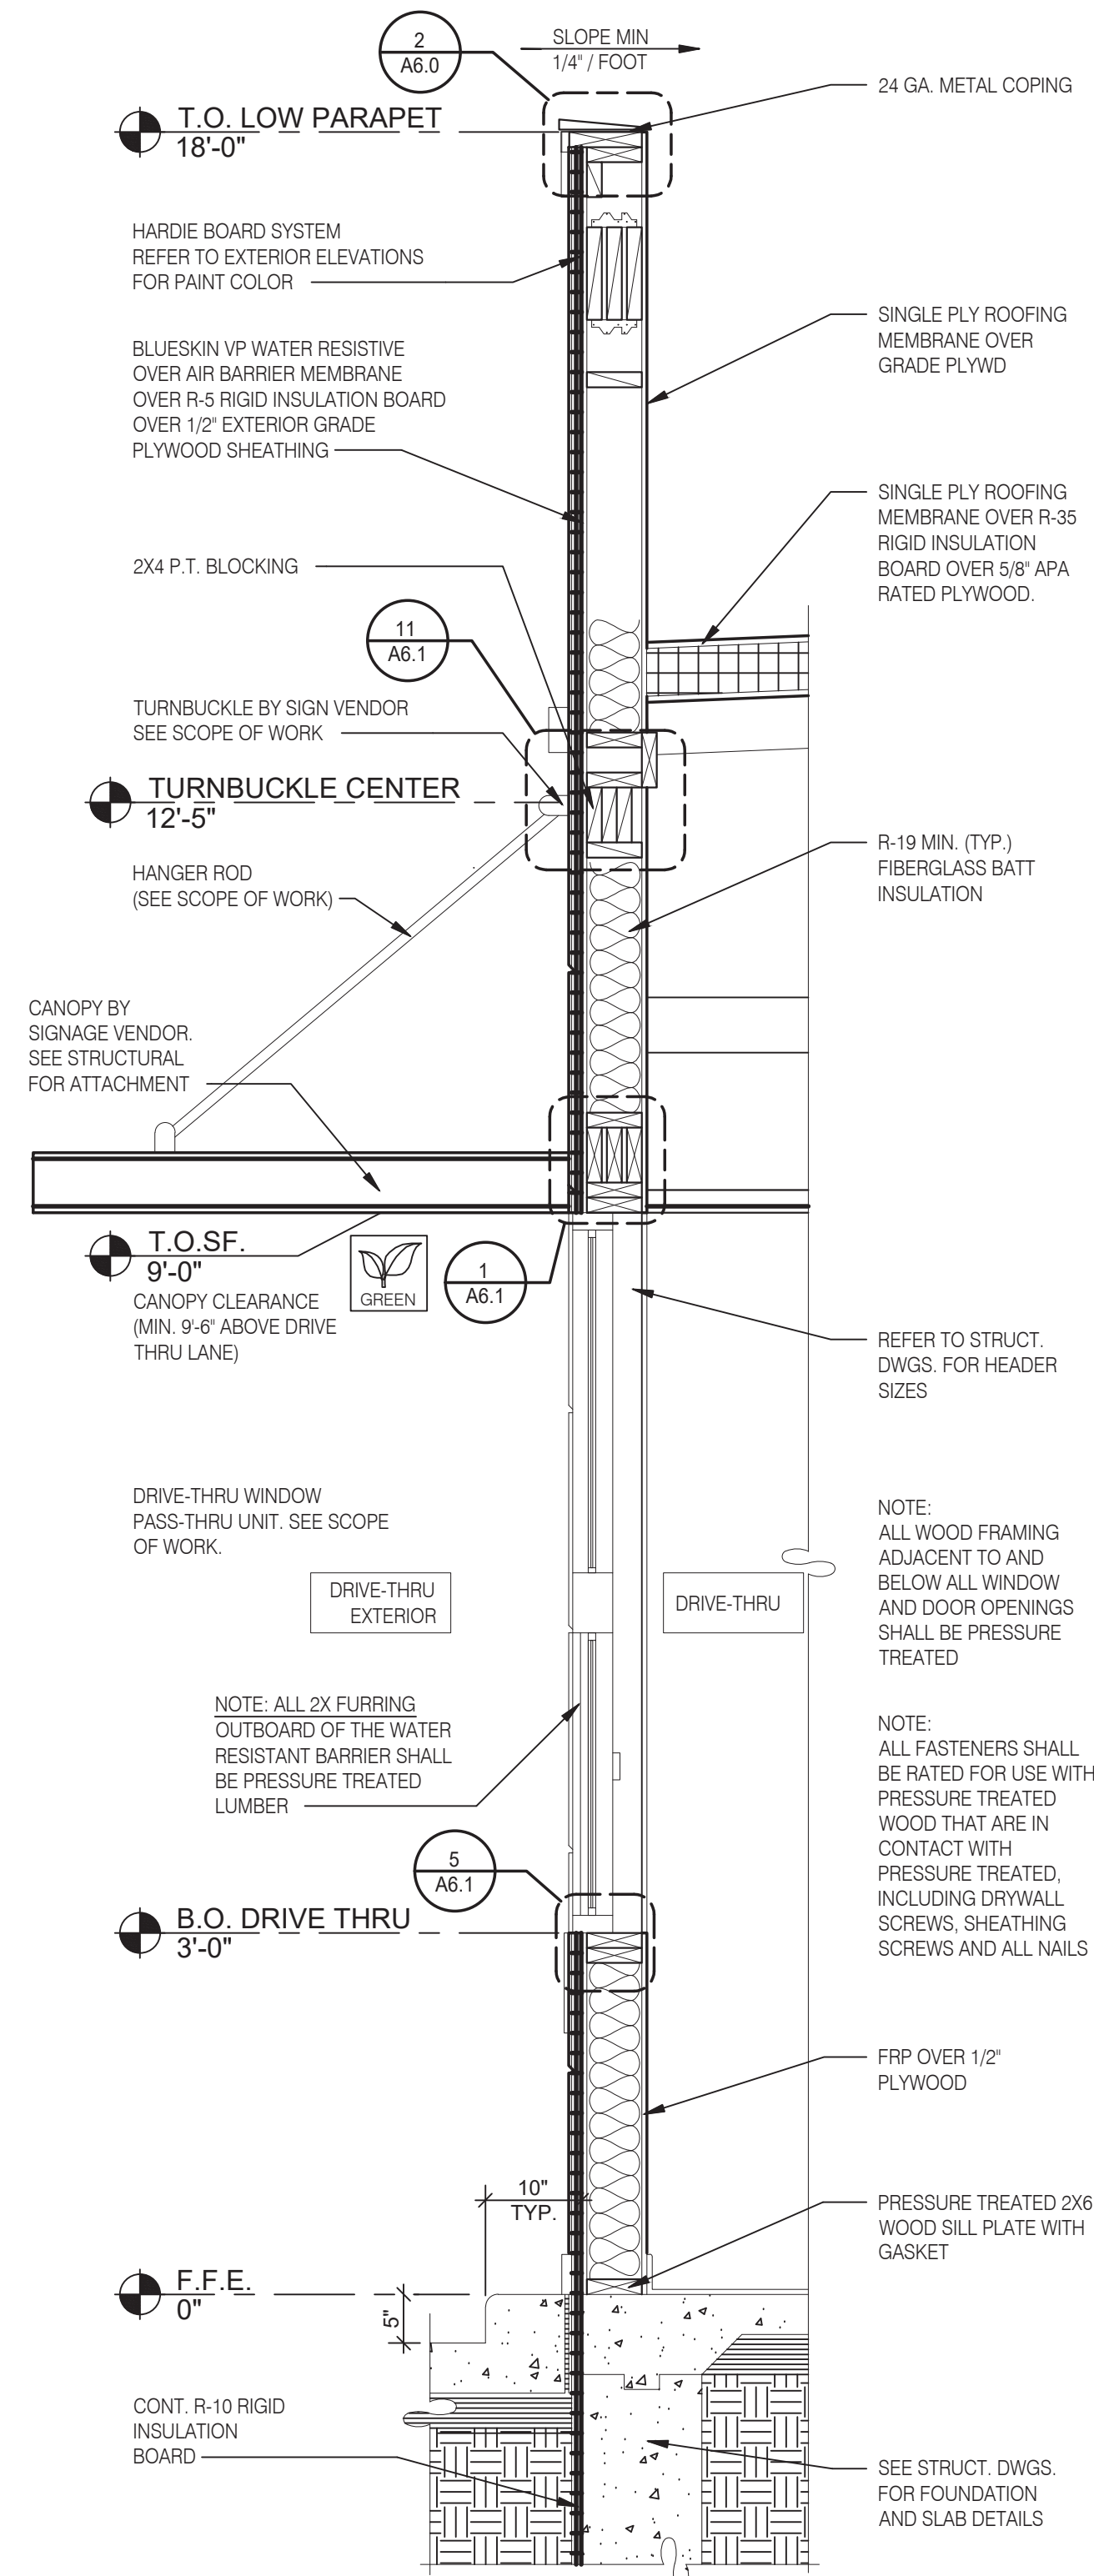 2
A6.0
SLOPE MIN
1/4" / FOOT
24 GA. METAL COPING
T.O. LOW PARAPET
18'-0"
HARDIE BOARD SYSTEM
REFER TO EXTERIOR ELEVATIONS
FOR PAINT COLOR
SINGLE PLY ROOFING
MEMBRANE OVER
GRADE PLYWD
BLUESKIN VP WATER RESISTIVE
OVER AIR BARRIER MEMBRANE
OVER R-5 RIGID INSULATION BOARD
OVER 1/2" EXTERIOR GRADE
PLYWOOD SHEATHING
SINGLE PLY ROOFING
MEMBRANE OVER R-35
RIGID INSULATION
BOARD OVER 5/8" APA
RATED PLYWOOD.
2X4 P.T. BLOCKING
11
A6.1
TURNBUCKLE BY SIGN VENDOR
SEE SCOPE OF WORK
TURNBUCKLE CENTER
12'-5"
R-19 MIN. (TYP.)
FIBERGLASS BATT
INSULATION
HANGER ROD
(SEE SCOPE OF WORK)
CANOPY BY
SIGNAGE VENDOR.
SEE STRUCTURAL
FOR ATTACHMENT
T.O.SF.
9'-0"
GREEN
1
A6.1
CANOPY CLEARANCE
(MIN. 9'-6" ABOVE DRIVE
THRU LANE)
REFER TO STRUCT.
DWGS. FOR HEADER
SIZES
DRIVE-THRU WINDOW
PASS-THRU UNIT. SEE SCOPE
OF WORK.
NOTE:
ALL WOOD FRAMING
ADJACENT TO AND
BELOW ALL WINDOW
AND DOOR OPENINGS
SHALL BE PRESSURE
TREATED
DRIVE-THRU
EXTERIOR
DRIVE-THRU
NOTE: ALL 2X FURRING
OUTBOARD OF THE WATER
RESISTANT BARRIER SHALL
BE PRESSURE TREATED
LUMBER
NOTE:
ALL FASTENERS SHALL
BE RATED FOR USE WITH
PRESSURE TREATED
WOOD THAT ARE IN
CONTACT WITH
PRESSURE TREATED,
INCLUDING DRYWALL
SCREWS, SHEATHING
SCREWS AND ALL NAILS
5
A6.1
B.O. DRIVE THRU
3'-0"
FRP OVER 1/2"
PLYWOOD
10"
TYP.
PRESSURE TREATED 2X6
WOOD SILL PLATE WITH
GASKET
F.F.E.
0"
5"
CONT. R-10 RIGID
INSULATION
BOARD
SEE STRUCT. DWGS.
FOR FOUNDATION
AND SLAB DETAILS